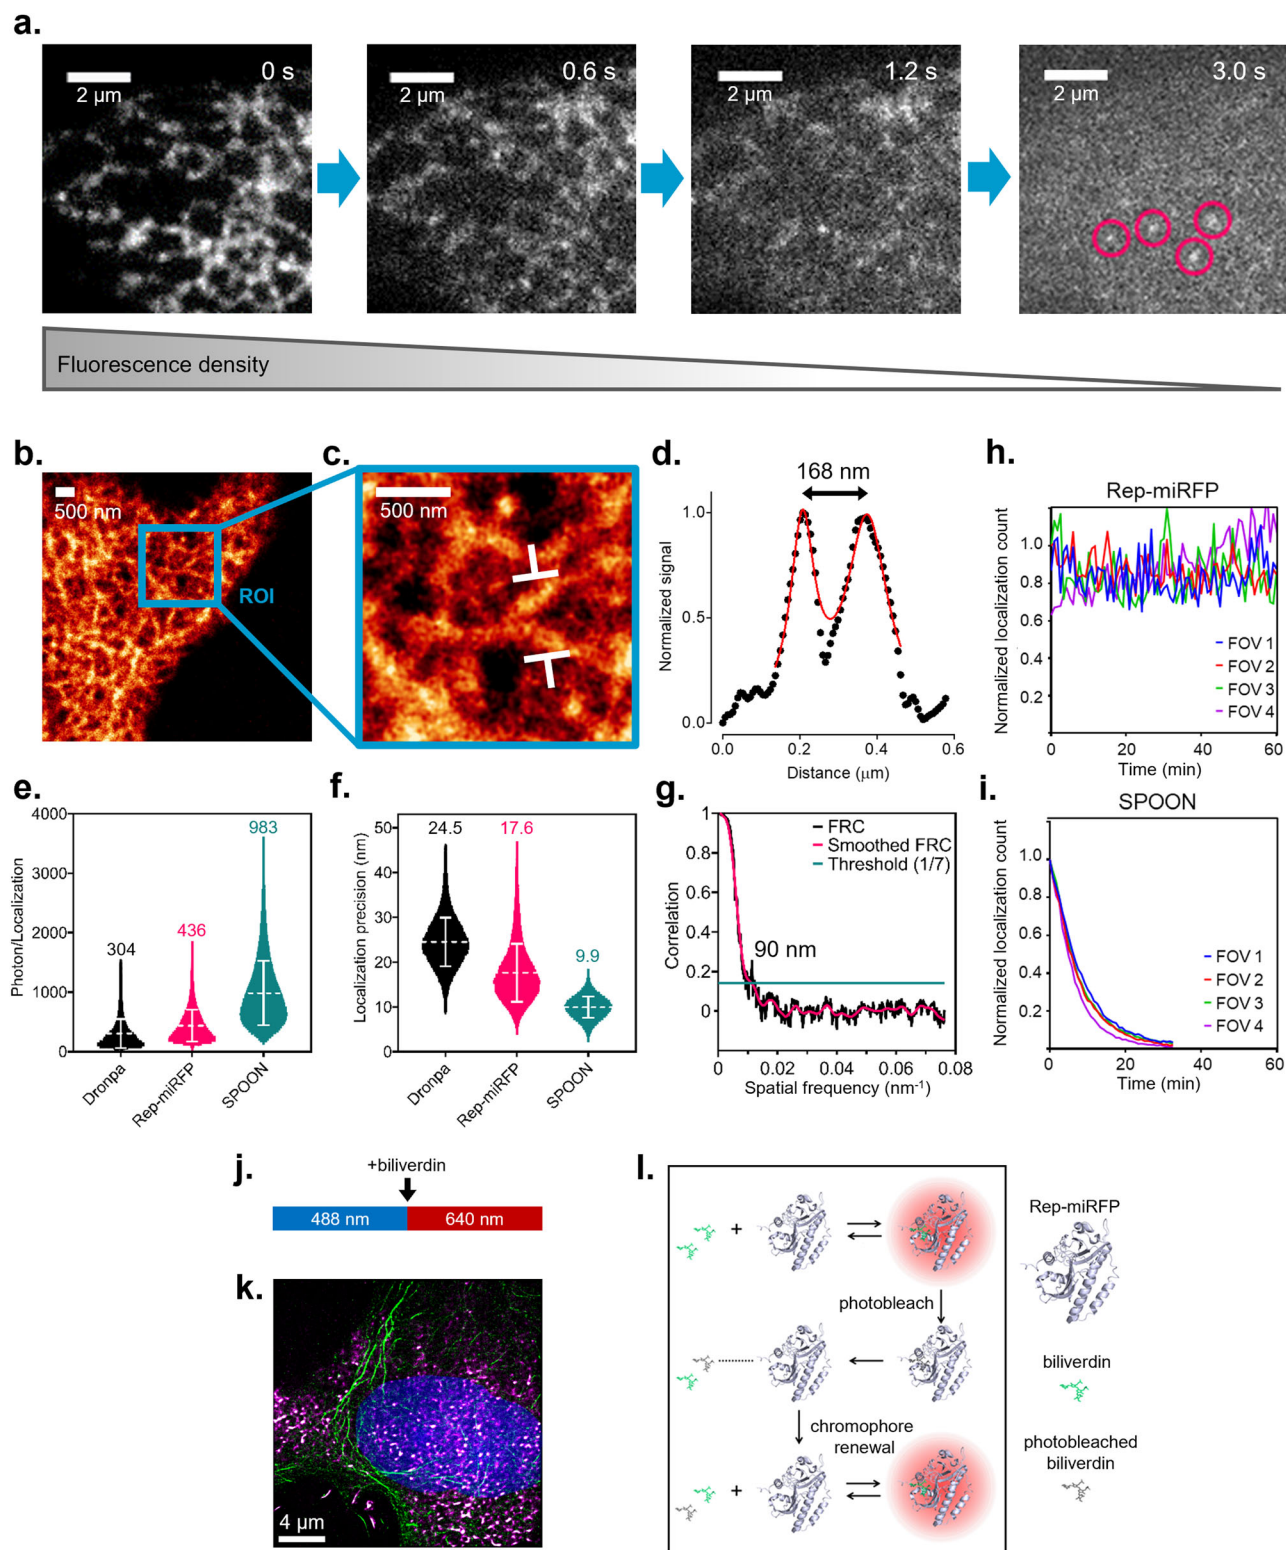 a.
0 s
2 µm
0.6 s
2 µm
1.2 s
2 µm
3.0 s
2 µm
Fluorescence density
b.
500 nm
ROI
c.
500 nm
d.
168 nm
Normalized signal
1.0
0.5
0.0
0.0 0.2 0.4 0.6
Distance (µm)
h.
Rep-miRFP
Normalized localization count
1.0
0.8
0.6
0.4
0.2
FOV 1
FOV 2
FOV 3
FOV 4
0 20 40 60
Time (min)
e.
Photon/Localization
4000
3000
2000
1000
0
304
436
983
Dronpa
Rep-miRFP
SPOON
f.
Localization precision (nm)
50
40
30
20
10
0
24.5
17.6
9.9
Dronpa
Rep-miRFP
SPOON
g.
Correlation
1
0.8
0.6
0.4
0.2
0
FRC
Smoothed FRC
Threshold (1/7)
90 nm
0 0.02 0.04 0.06 0.08
Spatial frequency (nm⁻¹)
i.
SPOON
Normalized localization count
1.0
0.8
0.6
0.4
0.2
0
FOV 1
FOV 2
FOV 3
FOV 4
0 20 40 60
Time (min)
j.
+biliverdin
488 nm 640 nm
k.
4 µm
l.
+
photobleach
chromophore
renewal
+
Rep-miRFP
biliverdin
photobleached
biliverdin